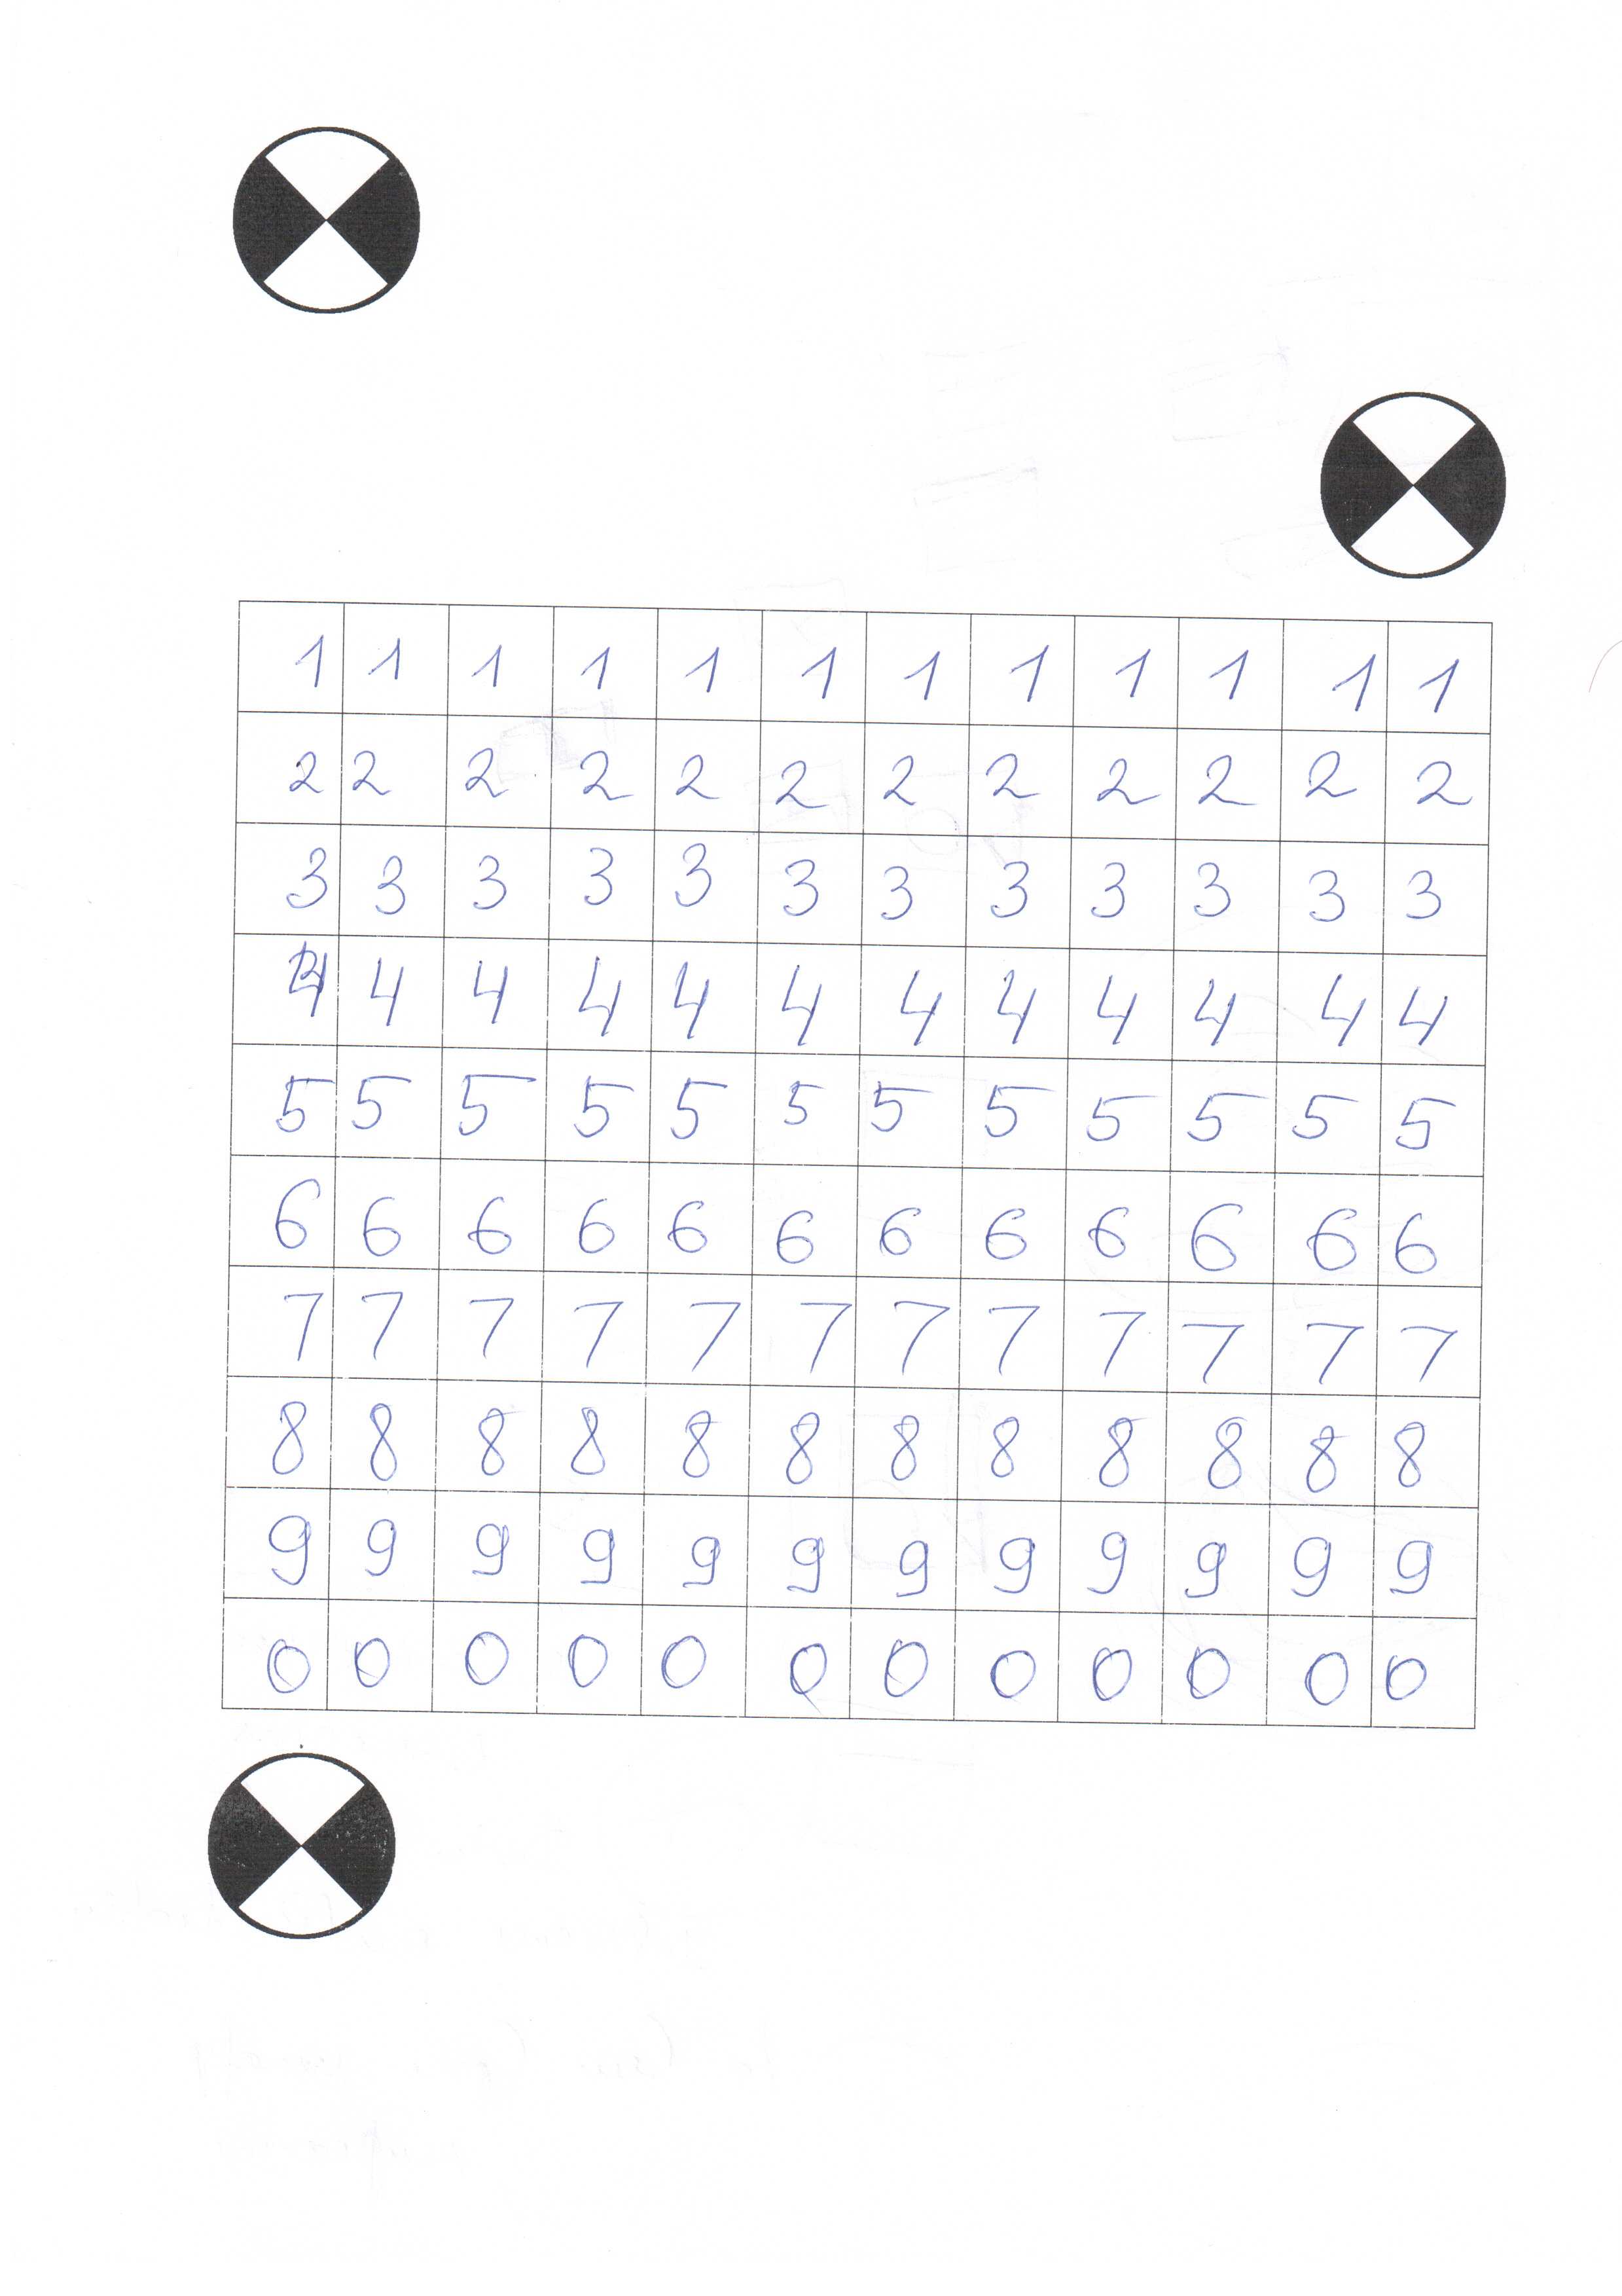 1 1 1 1 1 1 1 1 1 1 1 1
2 2 2 2 2 2 2 2 2 2 2 2
3 3 3 3 3 3 3 3 3 3 3 3
4 4 4 4 4 4 4 4 4 4 4 4
5 5 5 5 5 5 5 5 5 5 5 5
6 6 6 6 6 6 6 6 6 6 6 6
7 7 7 7 7 7 7 7 7 7 7 7
8 8 8 8 8 8 8 8 8 8 8 8
9 9 9 9 9 9 9 9 9 9 9 9
0 0 0 0 0 0 0 0 0 0 0 0